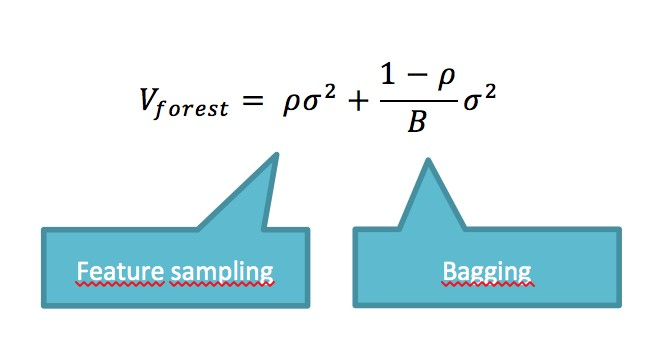 V_forest = ρσ² + (1 − ρ)/B σ²
Feature sampling
Bagging